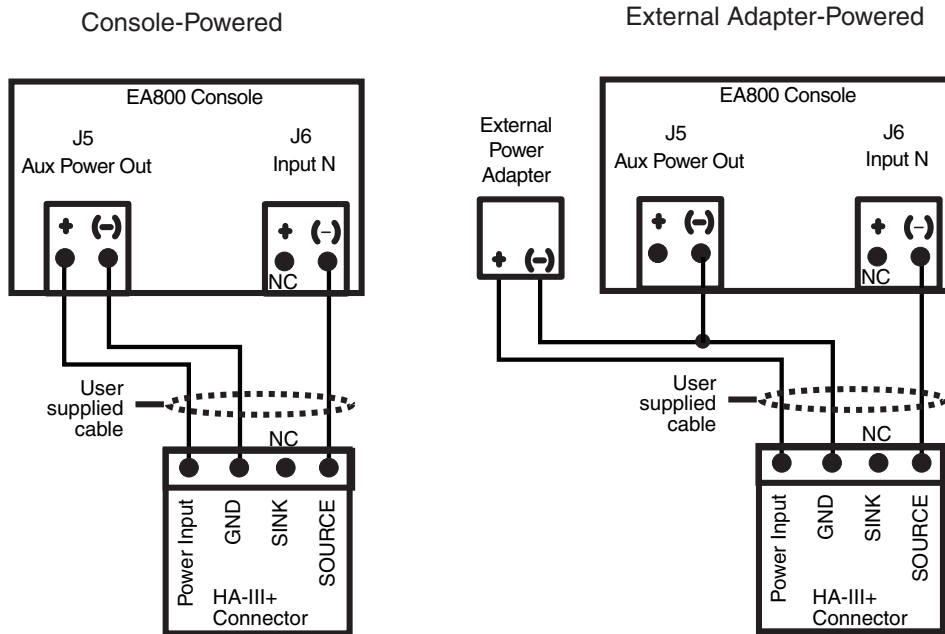 Console-Powered
EA800 Console
J5
Aux Power Out
J6
Input N
+ (-)
+ (-)
NC
User
supplied
cable
NC
Power Input
GND
SINK
SOURCE
HA-III+
Connector
External Adapter-Powered
External
Power
Adapter
+ (-)
EA800 Console
J5
Aux Power Out
J6
Input N
+ (-)
+ (-)
NC
User
supplied
cable
NC
Power Input
GND
SINK
SOURCE
HA-III+
Connector